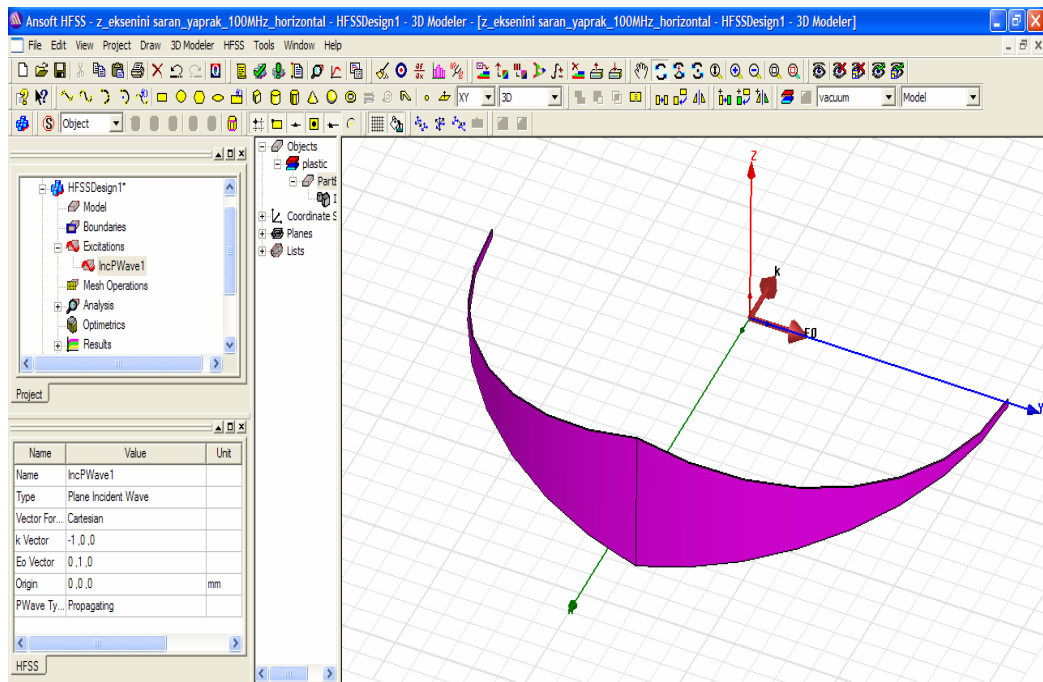 Ansoft HFSS - z_eksenini saran_yaprak_100MHz_horizontal - HFSSDesign1 - 3D Modeler - [z_eksenini saran_yaprak_100MHz_horizontal - HFSSDesign1 - 3D Modeler]
File Edit View Project Draw 3D Modeler HFSS Tools Window Help
XY 3D vacuum Model
Object
HFSSDesign1*
Model
Boundaries
Excitations
IncPWave1
Mesh Operations
Analysis
Optimetrics
Results
Project
Name Value Unit
Name IncPWave1
Type Plane Incident Wave
Vector For... Cartesian
k Vector -1 ,0 ,0
Eo Vector 0 ,1 ,0
Origin 0 ,0 ,0 mm
PWave Ty... Propagating
HFSS
Objects
plastic
Coordinate S
Planes
Lists
Z
k
E0
Y